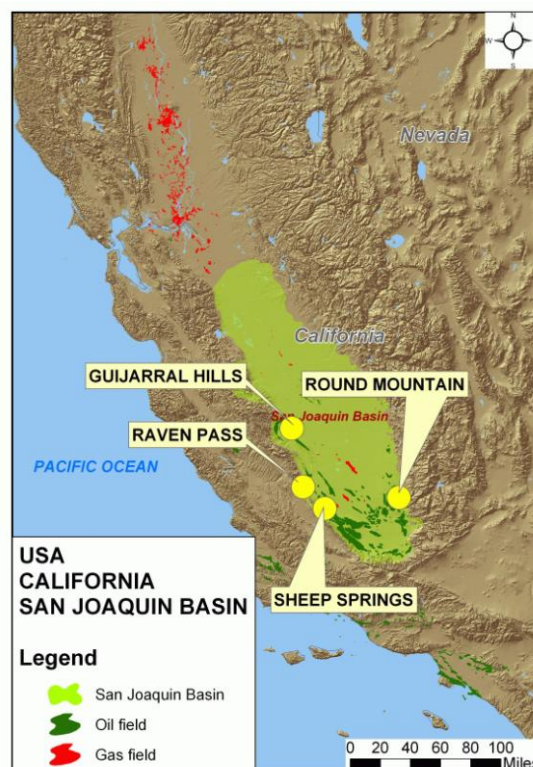 N
W
E
S
Nevada
California
GUIJARRAL HILLS
ROUND MOUNTAIN
San Joaquin Basin
RAVEN PASS
PACIFIC OCEAN
SHEEP SPRINGS
USA
CALIFORNIA
SAN JOAQUIN BASIN
Legend
San Joaquin Basin
Oil field
Gas field
0 20 40 60 80 100
Miles